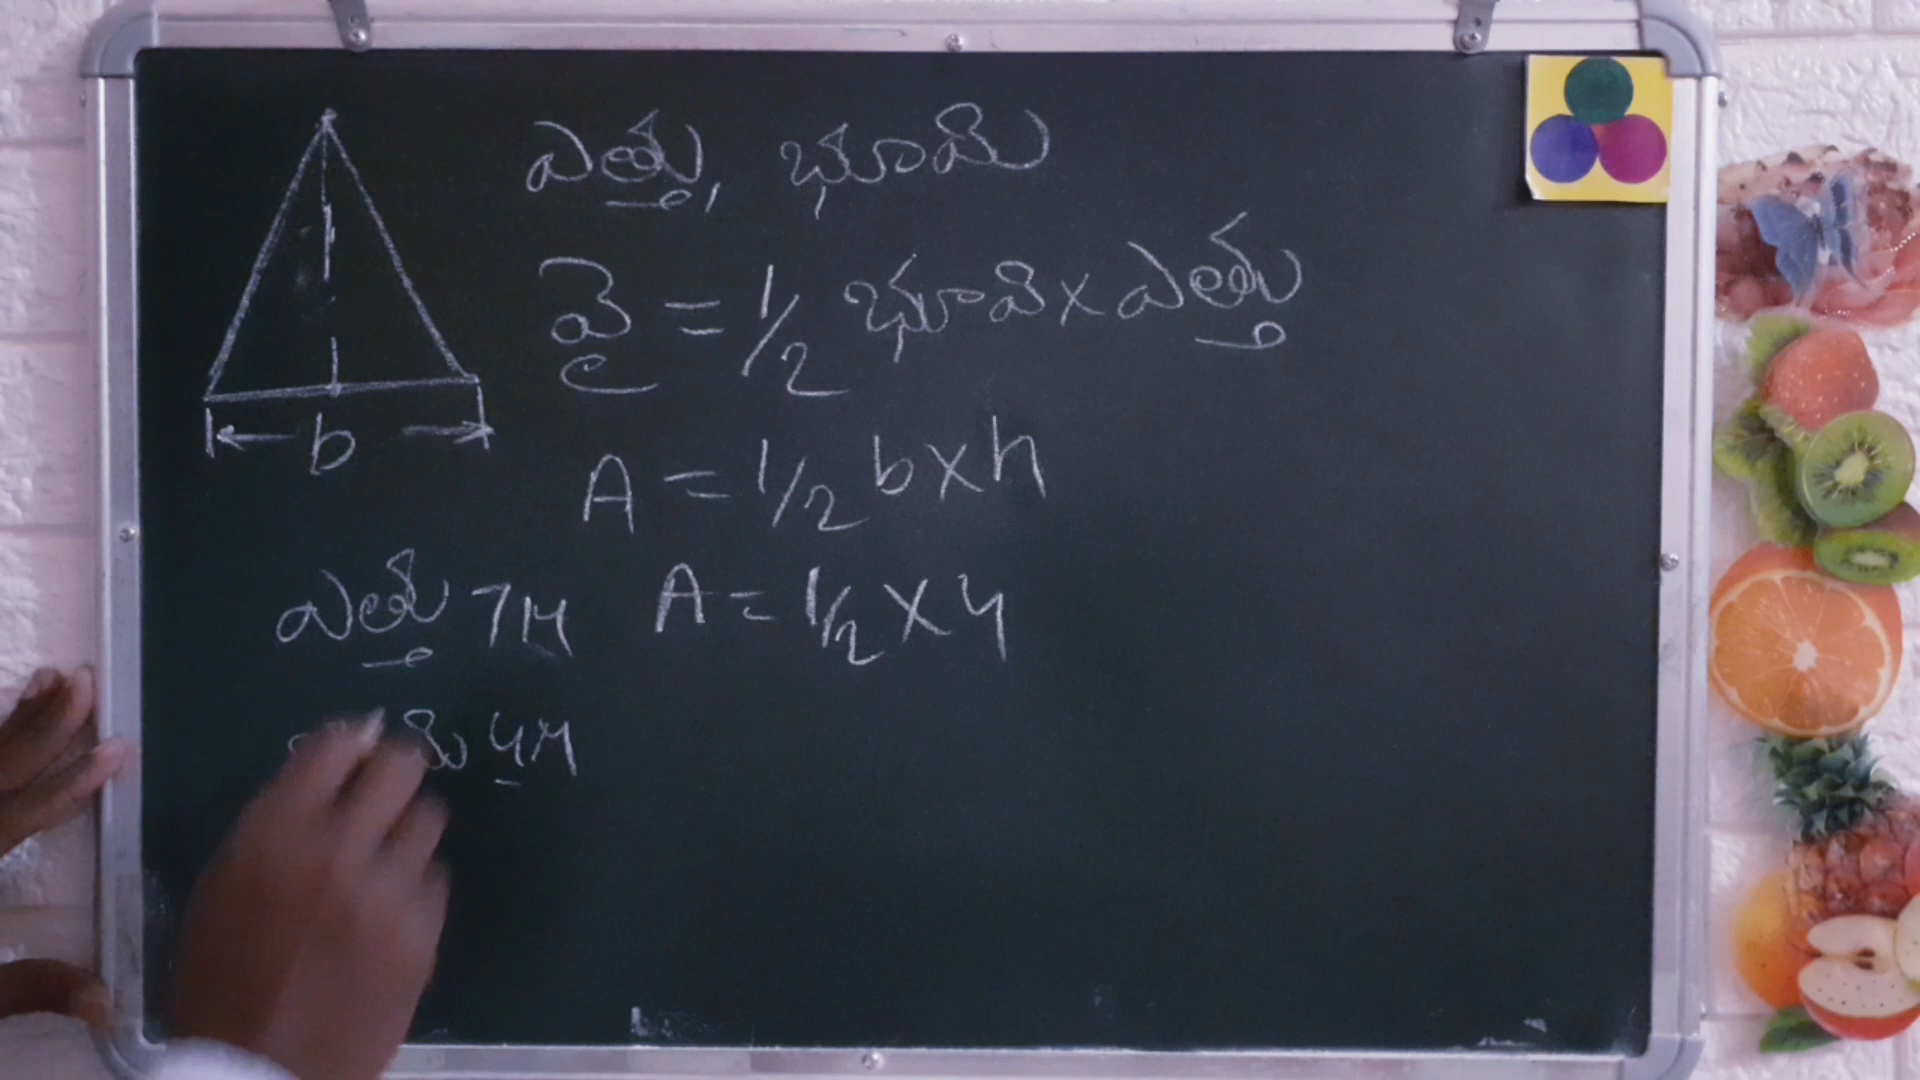 ఎత్తు, భూమి
వై = 1/2 భూమి x ఎత్తు
b
A = 1/2 b x h
ఎత్తు 7M A = 1/2 x 4
4M